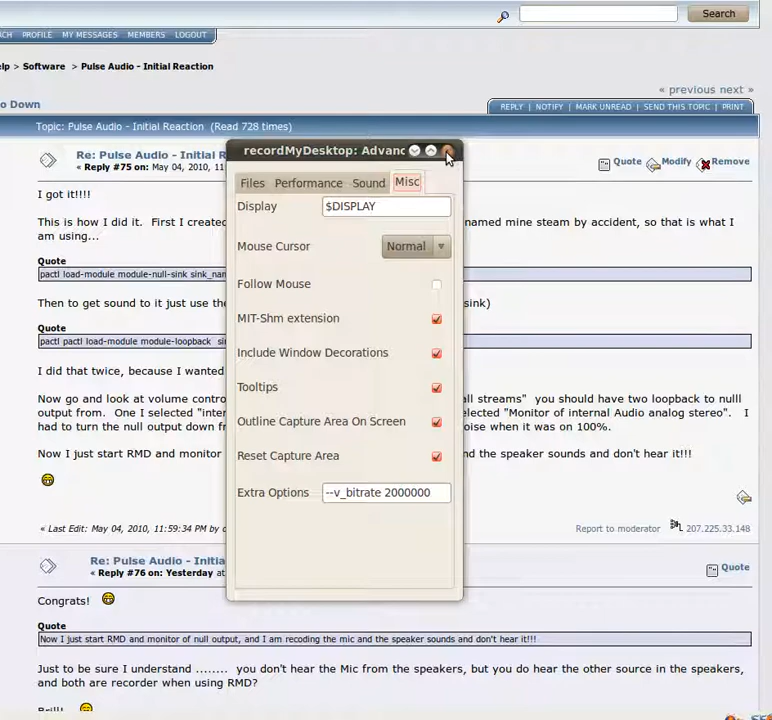 Search
RCH PROFILE MY MESSAGES MEMBERS LOGOUT
elp > Software > Pulse Audio - Initial Reaction
« previous next »
o Down
REPLY | NOTIFY | MARK UNREAD | SEND THIS TOPIC | PRINT
Topic: Pulse Audio - Initial Reaction (Read 728 times)
recordMyDesktop: Advanc
Files Performance Sound Misc
Display $DISPLAY
Mouse Cursor Normal
Follow Mouse
MIT-Shm extension
Include Window Decorations
Tooltips
Outline Capture Area On Screen
Reset Capture Area
Extra Options --v_bitrate 2000000
Re: Pulse Audio - Initial R
« Reply #75 on: May 04, 2010, 11
Quote Modify Remove
I got it!!!!
This is how I did it. First I created named mine steam by accident, so that is what I
am using...
Quote
pactl load-module module-null-sink sink_nam
Then to get sound to it just use the sink)
Quote
pactl pactl load-module module-loopback si
I did that twice, because I wanted
Now go and look at volume contro all streams" you should have two loopback to nulll
output from. One I selected "inter elected "Monitor of internal Audio analog stereo". I
had to turn the null output down fr oise when it was on 100%.
Now I just start RMD and monitor nd the speaker sounds and don't hear it!!!
« Last Edit: May 04, 2010, 11:59:34 PM by
Report to moderator 207.225.33.148
Re: Pulse Audio - Initia
« Reply #76 on: Yesterday at
Quote
Congrats!
Quote
Now I just start RMD and monitor of null output, and I am recoding the mic and the speaker sounds and don't hear it!!!
Just to be sure I understand ........ you don't hear the Mic from the speakers, but you do hear the other source in the speakers,
and both are recorder when using RMD?
Brill!